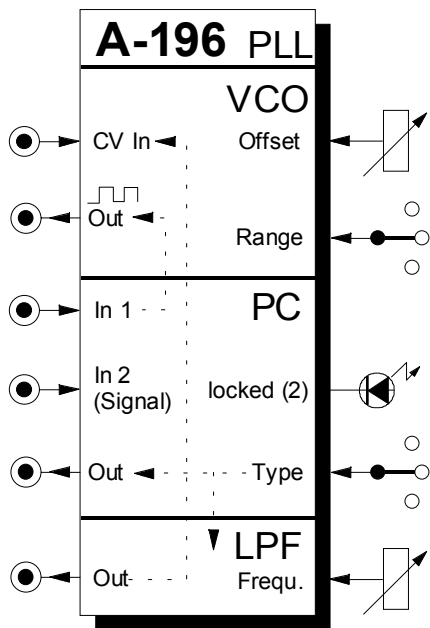 A-196 PLL
VCO
CV In Offset
Out
Range
In 1 PC
In 2
(Signal) locked (2)
Out Type
LPF
Out Frequ.